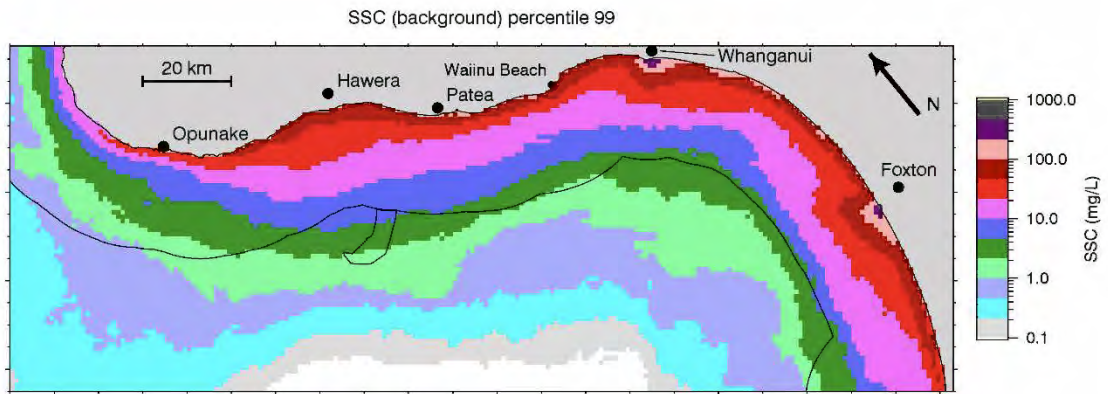 SSC (background) percentile 99
Whanganui
Waiinu Beach
20 km
Hawera
Patea
N
Opunake
Foxton
1000.0
100.0
10.0
1.0
0.1
SSC (mg/L)